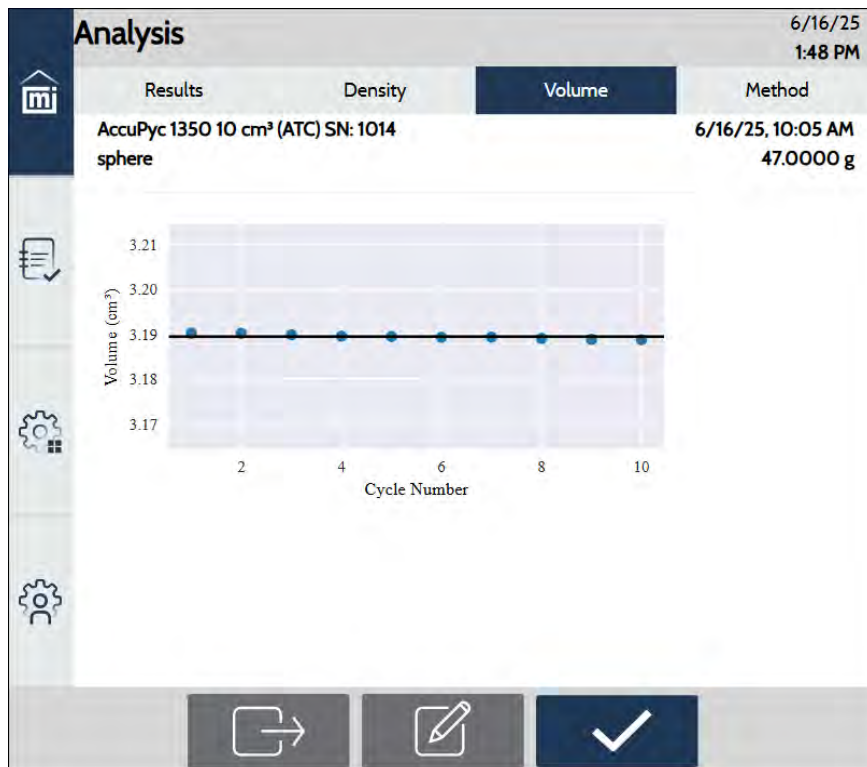 Analysis
6/16/25
1:48 PM
mi
Results Density Volume Method
AccuPyc 1350 10 cm³ (ATC) SN: 1014 6/16/25, 10:05 AM
sphere 47.0000 g
3.21
3.20
3.19
3.18
3.17
Volume (cm³)
2 4 6 8 10
Cycle Number